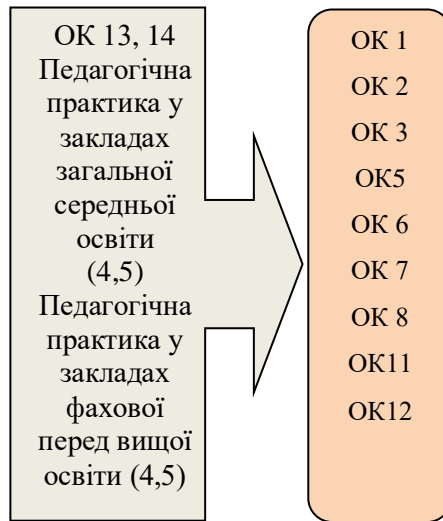 ОК 13, 14
Педагогічна
практика у
закладах
загальної
середньої
освіти
(4,5)
Педагогічна
практика у
закладах
фахової
перед вищої
освіти (4,5)
ОК 1
ОК 2
ОК 3
ОК5
ОК 6
ОК 7
ОК 8
ОК11
ОК12